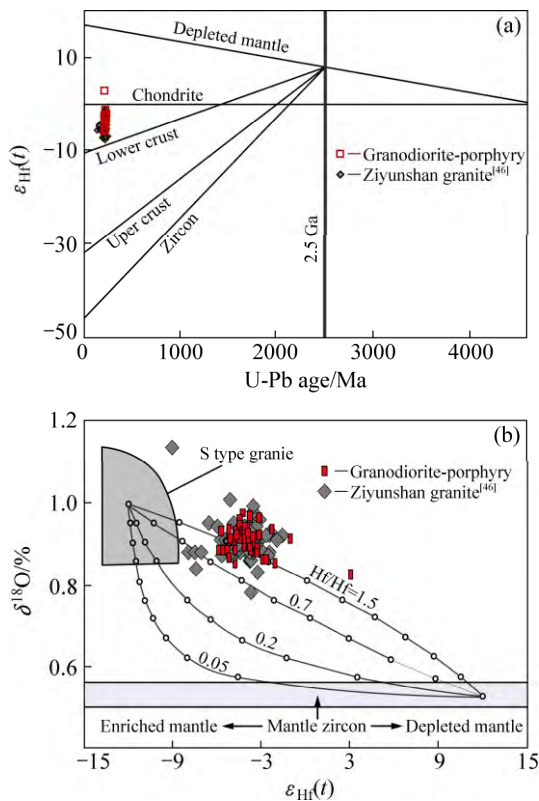 (a)
10
0
−10
−30
−50
εHf(t)
Depleted mantle
Chondrite
Lower crust
Uper crust
Zircon
2.5 Ga
Granodiorite-porphyry
Ziyunshan granite[46]
0
1000
2000
3000
4000
U-Pb age/Ma
(b)
1.2
1.0
0.8
0.6
δ18O/%
S type granie
Granodiorite-porphyry
Ziyunshan granite[46]
Hf/Hf=1.5
0.7
0.2
0.05
Enriched mantle
Mantle zircon
Depleted mantle
−15
−9
−3
3
9
15
εHf(t)